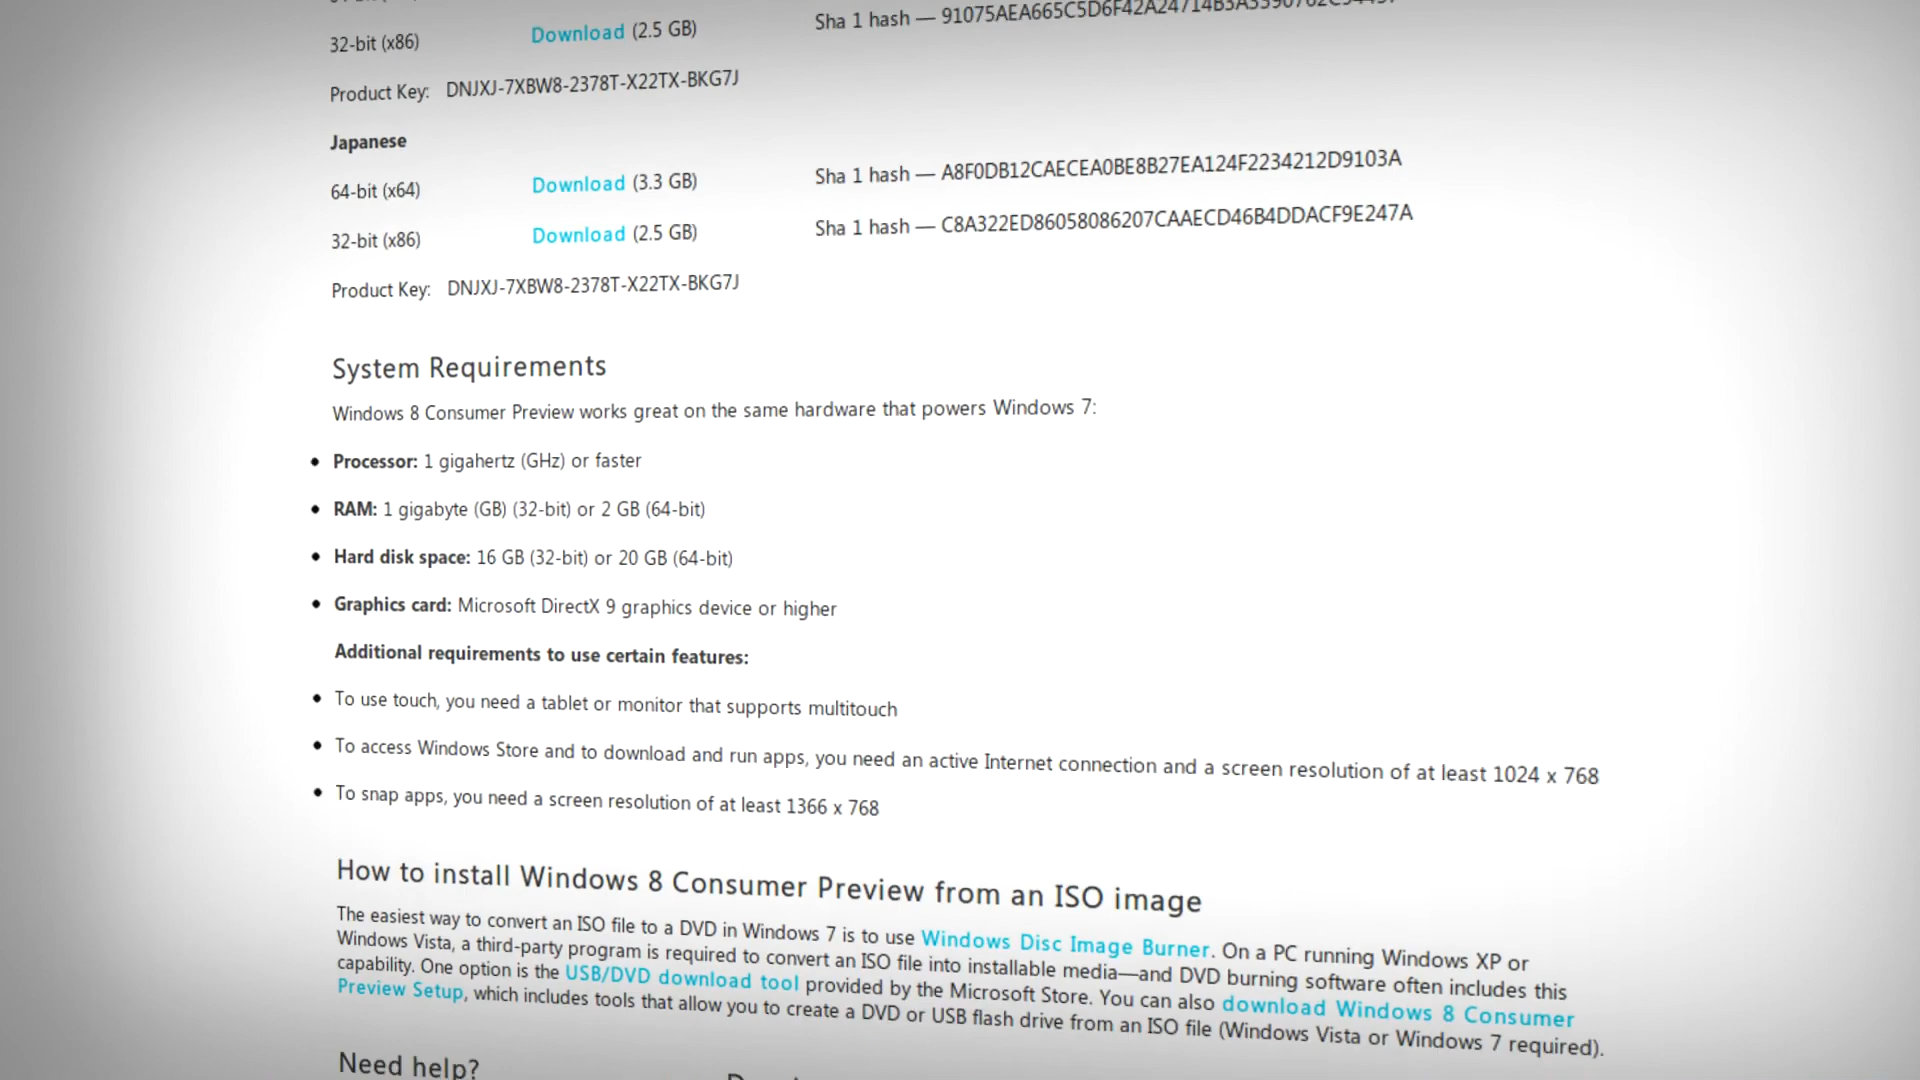 32-bit (x86) Download (2.5 GB) Sha 1 hash —
Product Key: DNJXJ-7XBW8-2378T-X22TX-BKG7J
Japanese
64-bit (x64) Download (3.3 GB) Sha 1 hash — A8F0DB12CAECEA0BE8B27EA124F2234212D9103A
32-bit (x86) Download (2.5 GB) Sha 1 hash — C8A322ED86058086207CAAECD46B4DDACF9E247A
Product Key: DNJXJ-7XBW8-2378T-X22TX-BKG7J
System Requirements
Windows 8 Consumer Preview works great on the same hardware that powers Windows 7:
• Processor: 1 gigahertz (GHz) or faster
• RAM: 1 gigabyte (GB) (32-bit) or 2 GB (64-bit)
• Hard disk space: 16 GB (32-bit) or 20 GB (64-bit)
• Graphics card: Microsoft DirectX 9 graphics device or higher
Additional requirements to use certain features:
• To use touch, you need a tablet or monitor that supports multitouch
• To access Windows Store and to download and run apps, you need an active Internet connection and a screen resolution of at least 1024 x 768
• To snap apps, you need a screen resolution of at least 1366 x 768
How to install Windows 8 Consumer Preview from an ISO image
The easiest way to convert an ISO file to a DVD in Windows 7 is to use Windows Disc Image Burner. On a PC running Windows XP or
Windows Vista, a third-party program is required to convert an ISO file into installable media—and DVD burning software often includes this
capability. One option is the USB/DVD download tool provided by the Microsoft Store. You can also download Windows 8 Consumer
Preview Setup, which includes tools that allow you to create a DVD or USB flash drive from an ISO file (Windows Vista or Windows 7 required).
Need help?